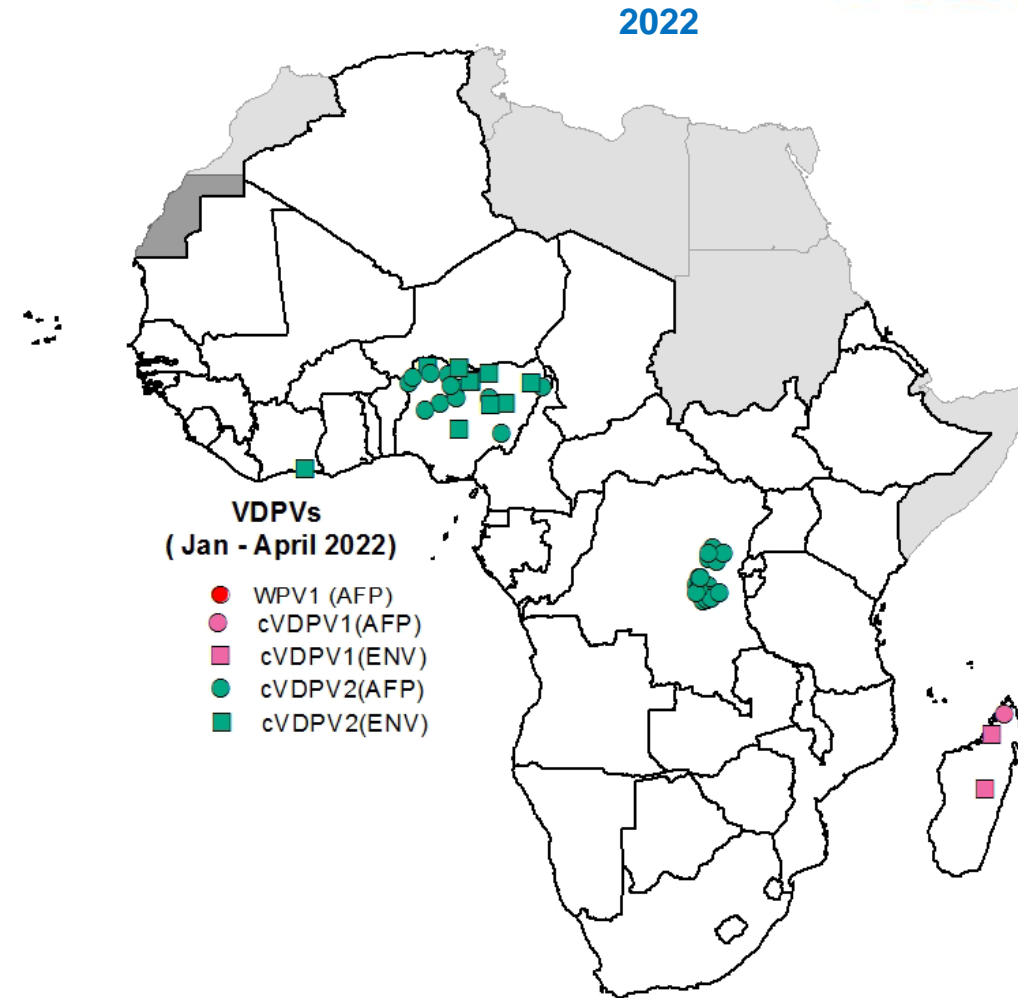 2022
VDPVs
( Jan - April 2022)
WPV1 (AFP)
cVDPV1(AFP)
cVDPV1(ENV)
cVDPV2(AFP)
cVDPV2(ENV)